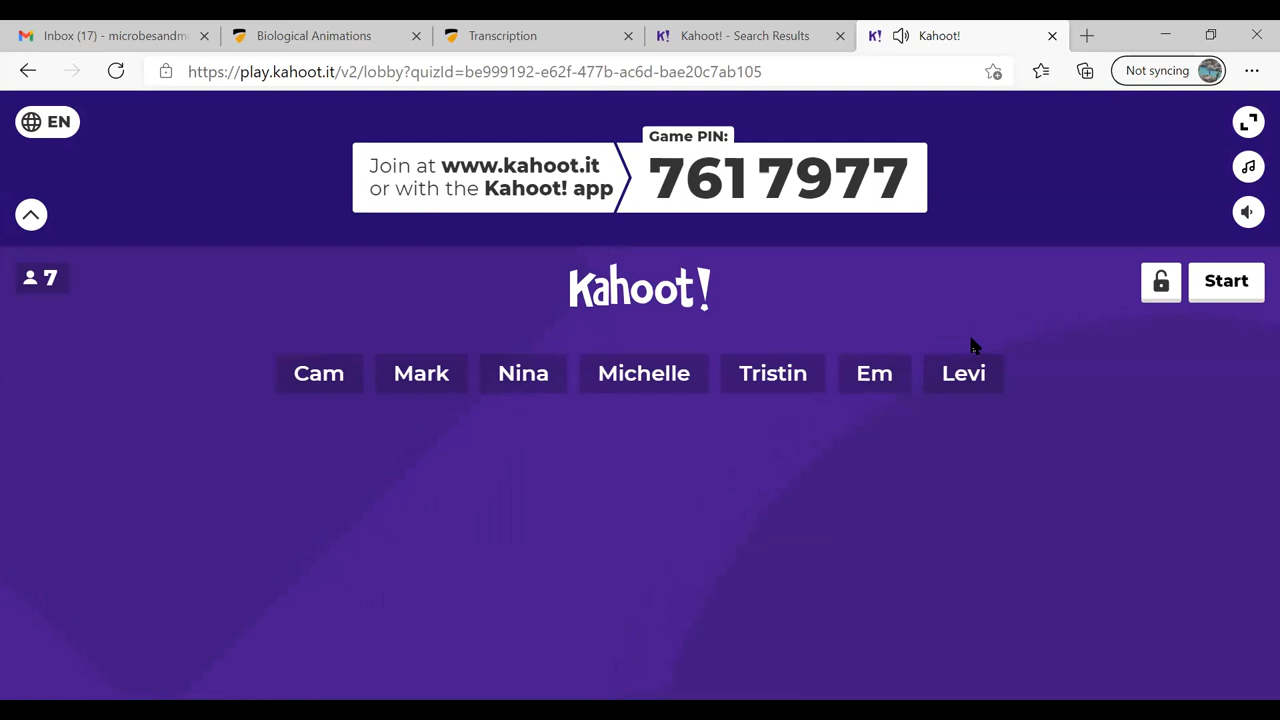 Inbox (17) - microbesandm
Biological Animations
Transcription
K! Kahoot! - Search Results
K! Kahoot!
https://play.kahoot.it/v2/lobby?quizId=be999f92-e62f-477b-ac6d-bae20c7ab105
Not syncing
EN
Game PIN:
Join at www.kahoot.it
or with the Kahoot! app
761 7977
7
Kahoot!
Start
Cam Mark Nina Michelle Tristin Em Levi